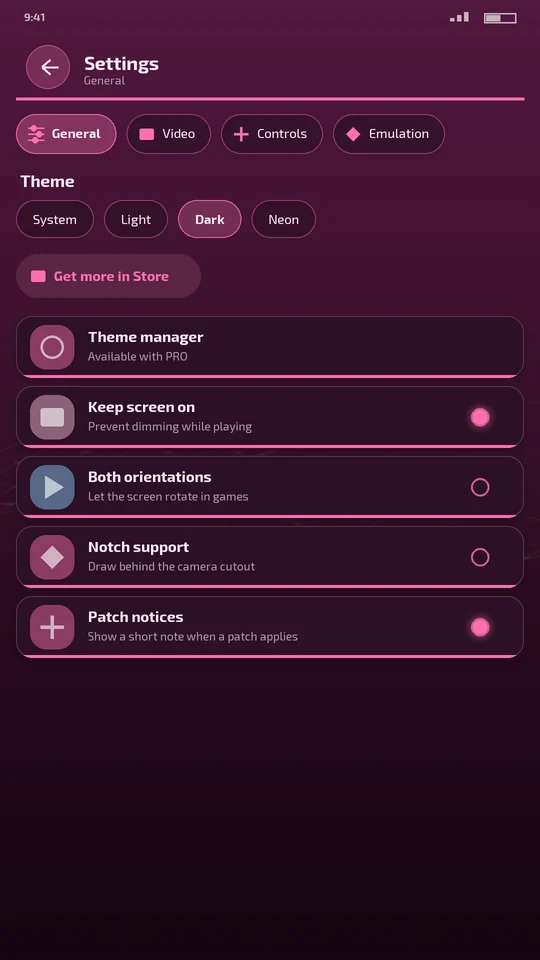 9:41
Settings
General
General
Video
Controls
Emulation
Theme
System
Light
Dark
Neon
Get more in Store
Theme manager
Available with PRO
Keep screen on
Prevent dimming while playing
Both orientations
Let the screen rotate in games
Notch support
Draw behind the camera cutout
Patch notices
Show a short note when a patch applies